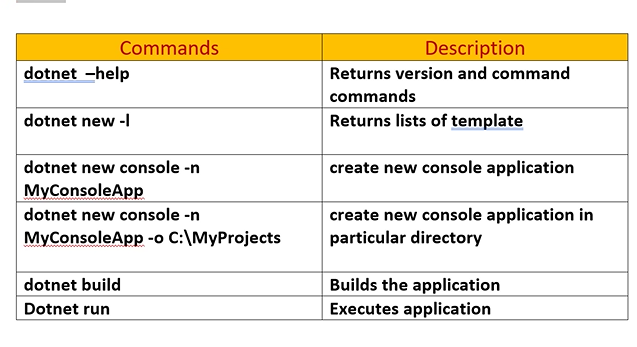 Commands Description
dotnet –help Returns version and command
commands
dotnet new -l Returns lists of template
dotnet new console -n create new console application
MyConsoleApp
dotnet new console -n create new console application in
MyConsoleApp -o C:\MyProjects particular directory
dotnet build Builds the application
Dotnet run Executes application